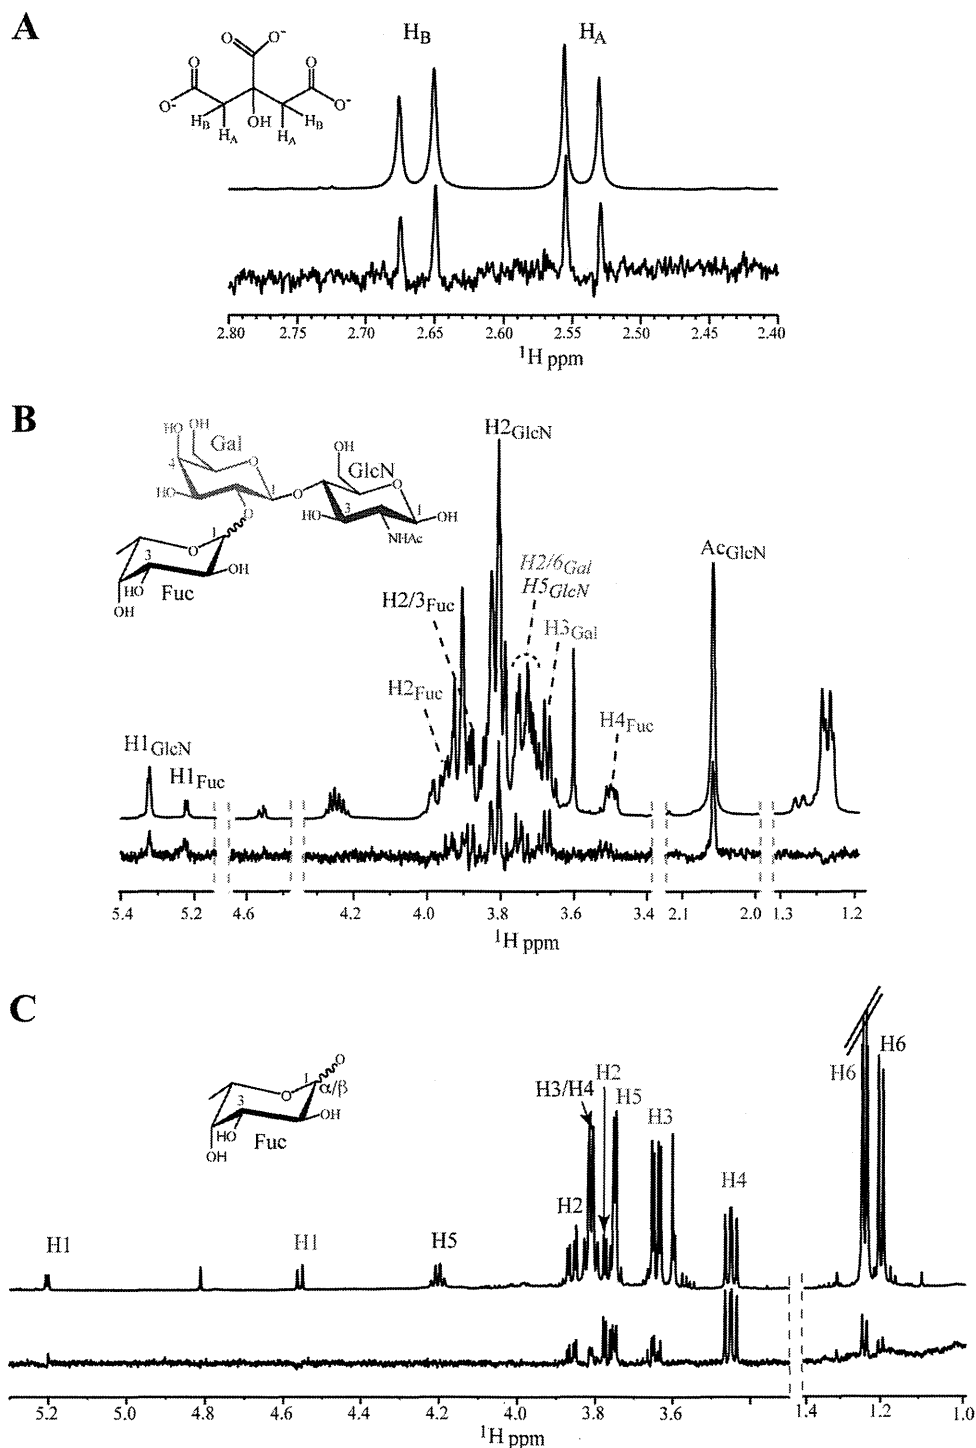 A
H_B
H_A
O
O⁻
O
O⁻
O
O⁻
OH
H_B
H_B
H_A
H_A
2.80 2.75 2.70 2.65 2.60 2.55 2.50 2.45 2.40
¹H ppm
B
HO
OH
Gal
4
O
HO
1
O
O
OH
GlcN
O
HO
3
1
OH
NHAc
1
O
3
HO
OH
OH
Fuc
H2_GlcN
Ac_GlcN
H2/6_Gal
H5_GlcN
H2/3_Fuc
H3_Gal
H2_Fuc
H4_Fuc
H1_GlcN
H1_Fuc
5.4 5.2 4.6 4.2 4.0 3.8 3.6 3.4 2.1 2.0 1.3 1.2
¹H ppm
C
O
1
α/β
O
3
HO
OH
OH
Fuc
H6
H6
H2
H3/H4
H5
H3
H2
H4
H1
H1
H5
5.2 5.0 4.8 4.6 4.4 4.2 4.0 3.8 3.6 1.4 1.2 1.0
¹H ppm